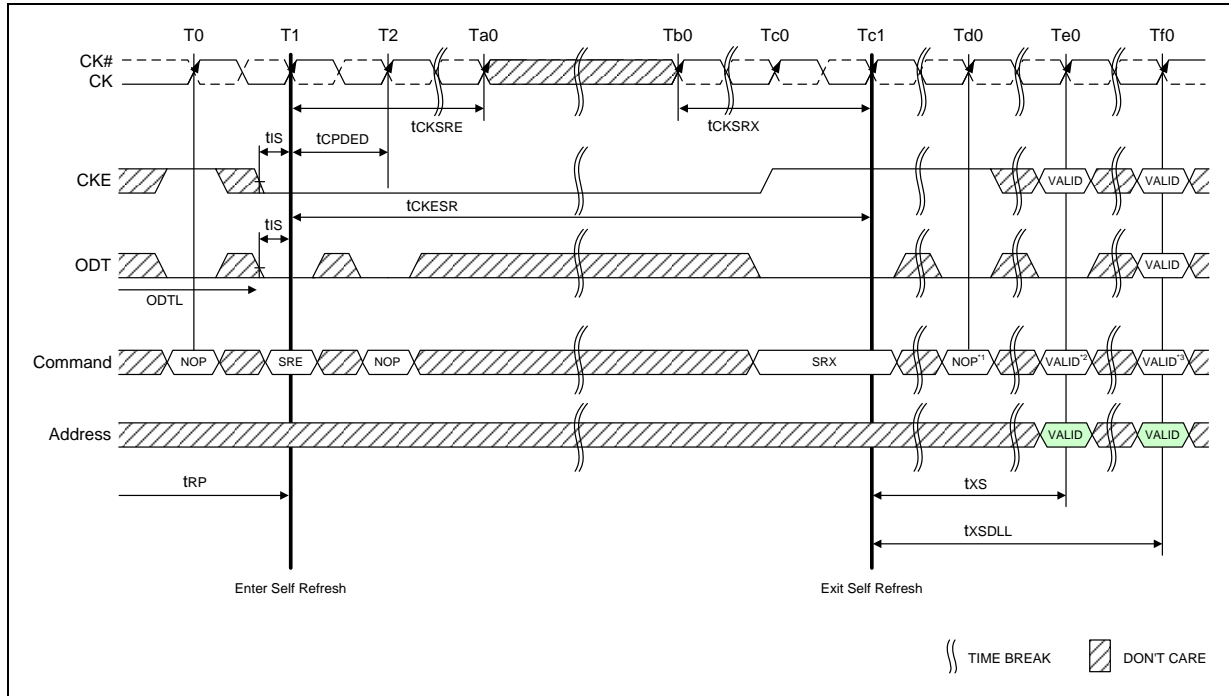 T0 T1 T2 Ta0 Tb0 Tc0 Tc1 Td0 Te0 Tf0
CK#
CK
tCKSRE
tCKSRX
tIS
tCPDED
CKE
VALID
VALID
tCKESR
tIS
ODT
VALID
ODTL
Command
NOP
SRE
NOP
SRX
NOP*1
VALID*2
VALID*3
Address
VALID
VALID
tRP
tXS
tXSDLL
Enter Self Refresh
Exit Self Refresh
TIME BREAK
DON'T CARE